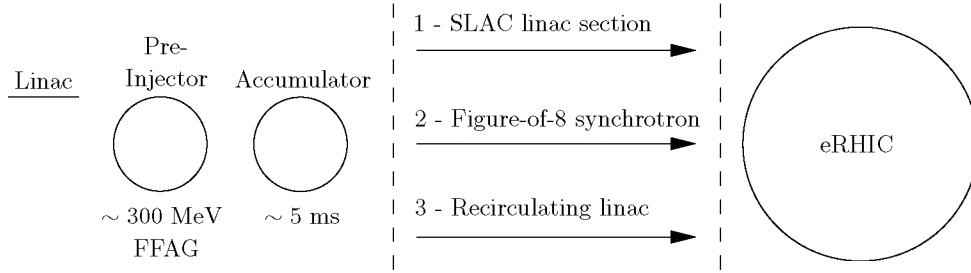 Linac
Pre-
Injector
~ 300 MeV
FFAG
Accumulator
~ 5 ms
1 - SLAC linac section
2 - Figure-of-8 synchrotron
3 - Recirculating linac
eRHIC